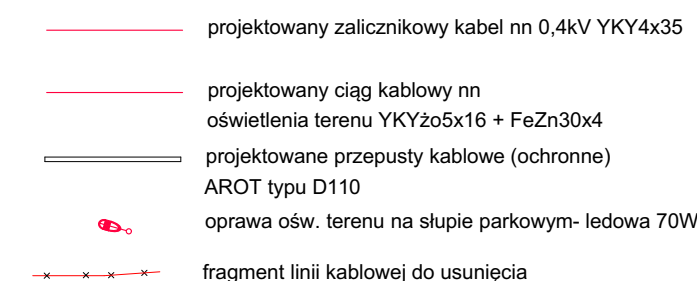 projektowany zalicznikowy kabel nn 0,4kV YKY4x35
projektowany ciąg kablowy nn
oświetlenia terenu YKYżo5x16 + FeZn30x4
projektowane przepusty kablowe (ochronne)
AROT typu D110
oprawa ośw. terenu na słupie parkowym- ledowa 70W
fragment linii kablowej do usunięcia